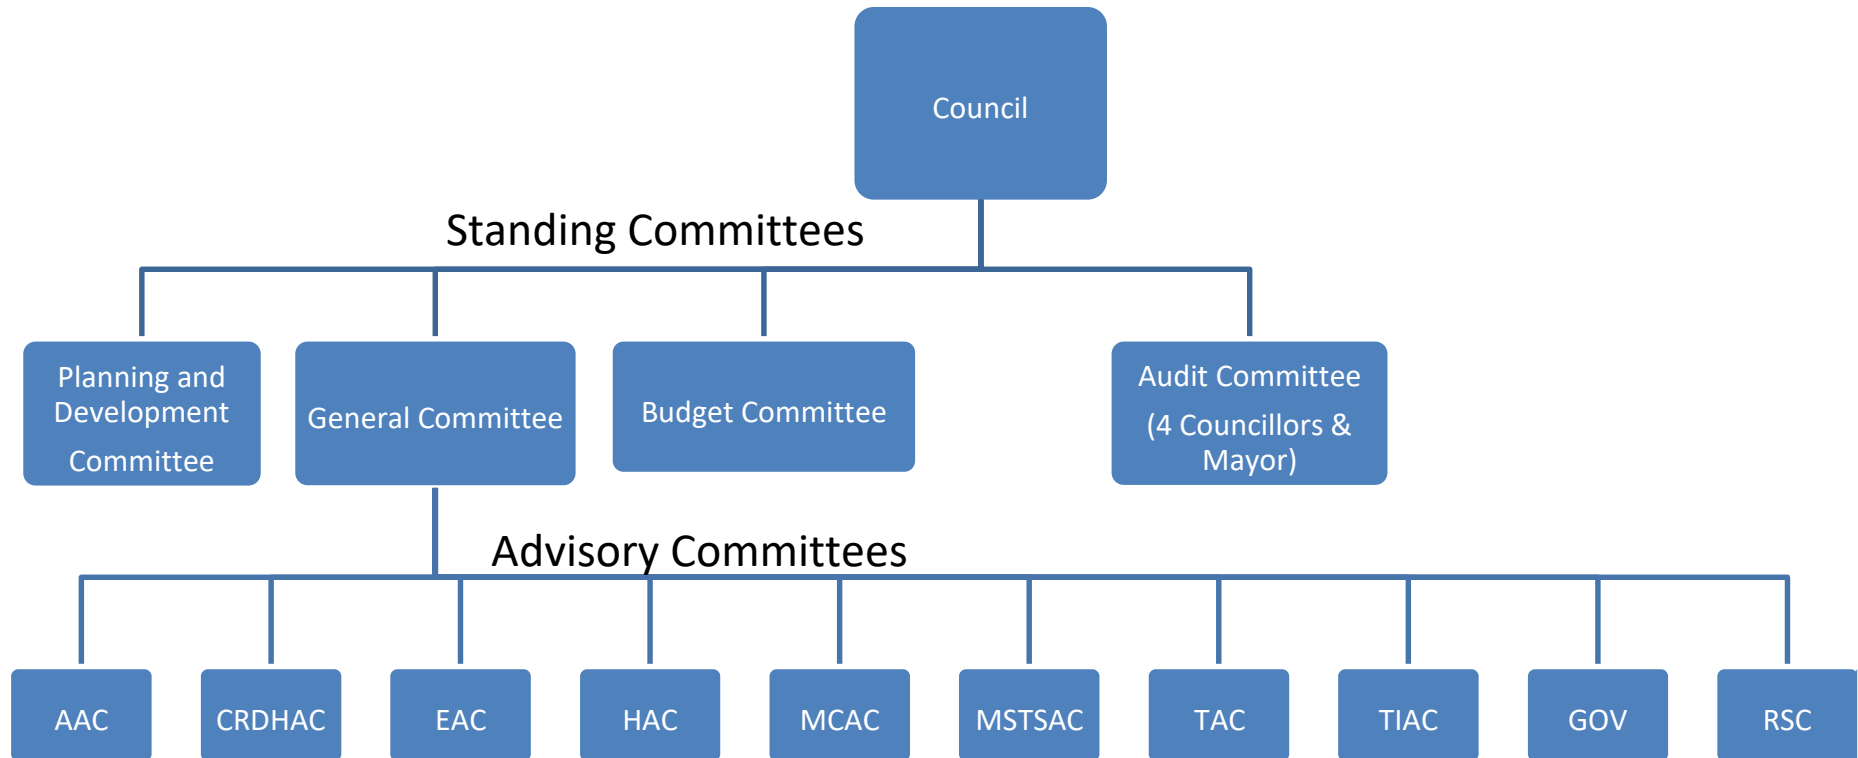 Council
Standing Committees
Planning and
Development
Committee
General Committee
Budget Committee
Audit Committee
(4 Councillors &
Mayor)
Advisory Committees
AAC
CRDHAC
EAC
HAC
MCAC
MSTSAC
TAC
TIAC
GOV
RSC